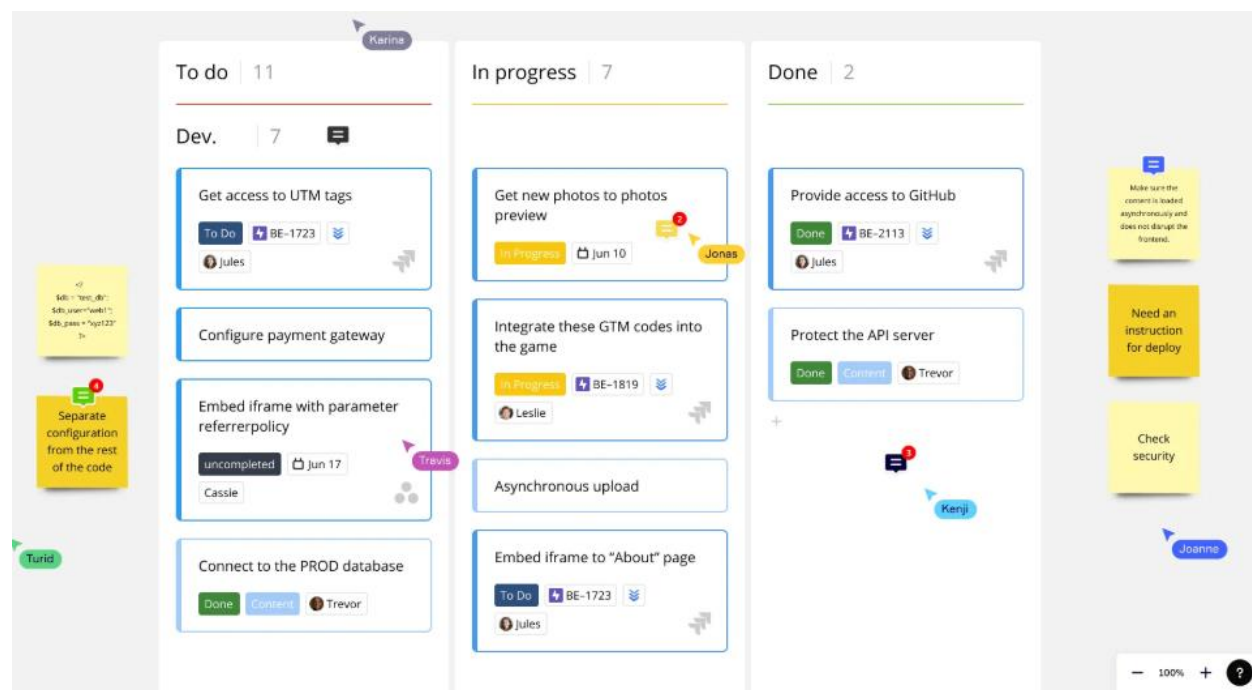 Karina
To do 11
In progress 7
Done 2
Dev. 7
Get access to UTM tags
To Do BE-1723
Jules
Configure payment gateway
Embed iframe with parameter
referrerpolicy
uncompleted Jun 17
Cassie
Travis
Connect to the PROD database
Done Content Trevor
Get new photos to photos
preview
2
In Progress Jun 10
Jonas
Integrate these GTM codes into
the game
In Progress BE-1819
Leslie
Asynchronous upload
Embed iframe to "About" page
To Do BE-1723
Jules
Provide access to GitHub
Done BE-2113
Jules
Protect the API server
Done Content Trevor
+
3
Kenji
<?
$db = "test_db";
$db_user="web1";
$db_pass = "xyz123"
?>
4
Separate
configuration
from the rest
of the code
Turid
Make sure the
content is loaded
asynchronously and
does not disrupt the
frontend.
Need an
instruction
for deploy
Check
security
Joanne
− 100% + ?